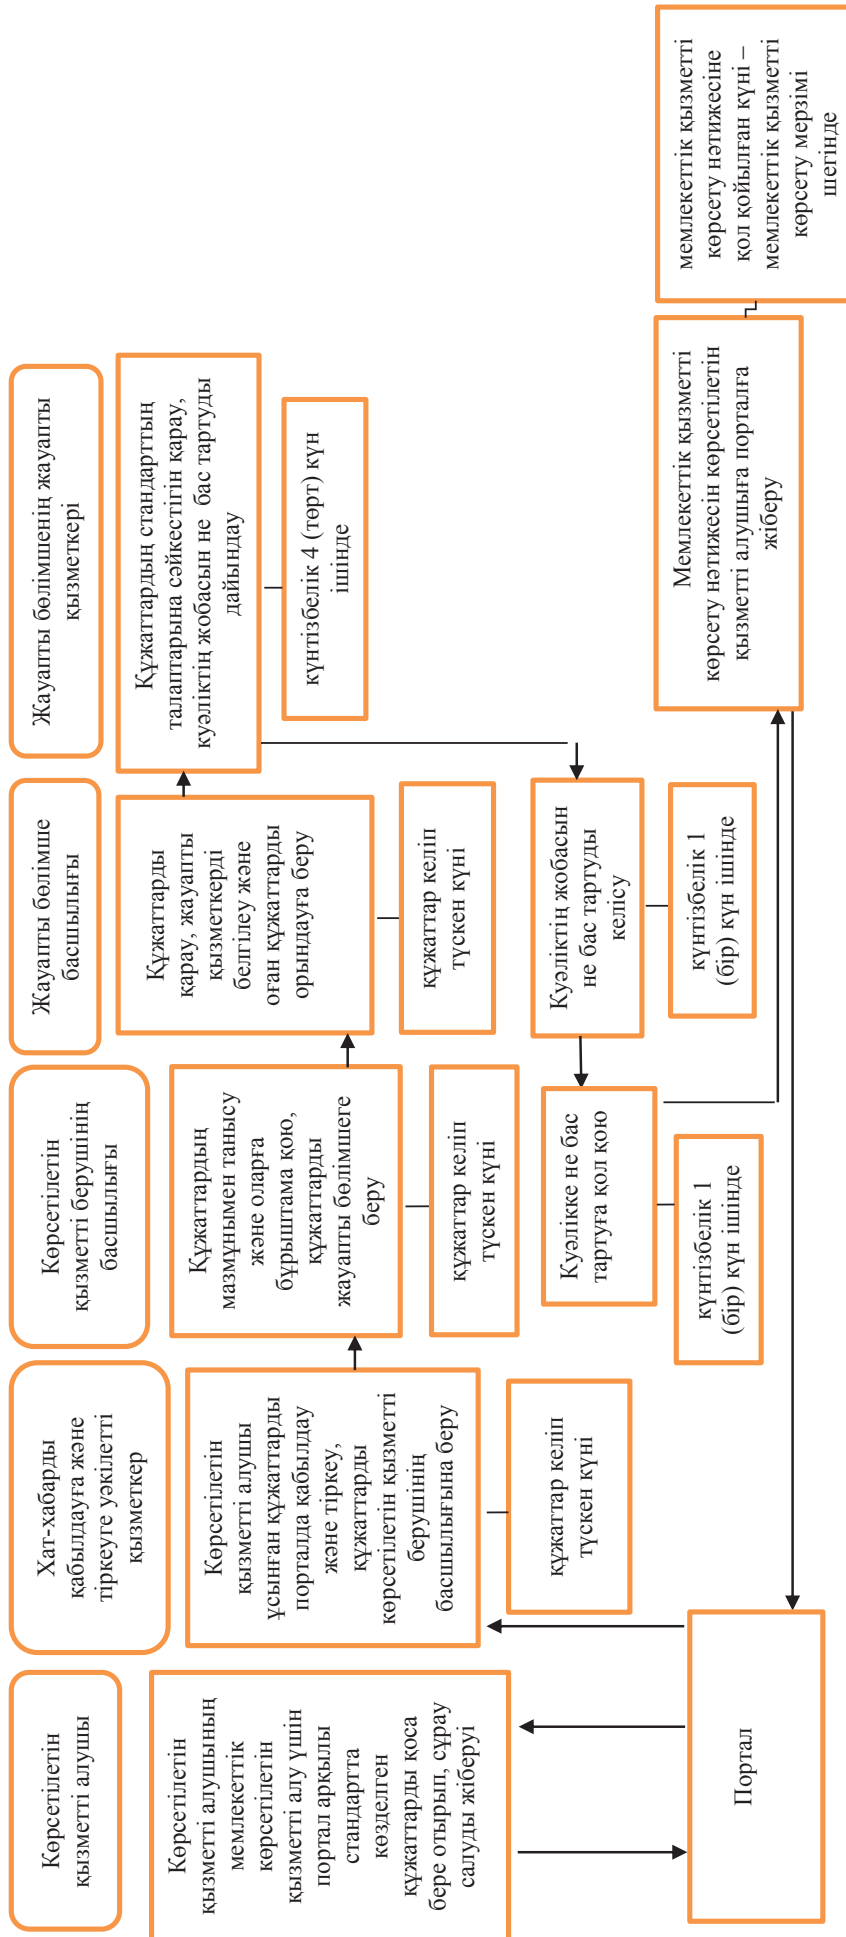 Көрсетілетін
қызметті алушы
Хат-хабарды
қабылдауға және
тіркеуге уәкілетті
қызметкер
Көрсетілетін
қызметті берушінің
басшылығы
Жауапты бөлімше
басшылығы
Жауапты бөлімшенің жауапты
қызметкері
Көрсетілетін
қызметті алушының
мемлекеттік
көрсетілетін
қызметті алу үшін
портал арқылы
стандартта
көзделген
құжаттарды қоса
бере отырып, сұрау
салуды жіберуі
Көрсетілетін
қызметті алушы
ұсынған құжаттарды
порталда қабылдау
және тіркеу,
құжаттарды
көрсетілетін қызметті
берушінің
басшылығына беру
құжаттар келіп
түскен күні
Құжаттардың
мазмұнымен танысу
және оларға
бұрыштама қою,
құжаттарды
жауапты бөлімшеге
беру
құжаттар келіп
түскен күні
Құжаттарды
қарау, жауапты
қызметкерді
белгілеу және
оған құжаттарды
орындауға беру
құжаттар келіп
түскен күні
Құжаттардың стандарттың
талаптарына сәйкестігін қарау,
куәліктің жобасын не бас тартуды
дайындау
күнтізбелік 4 (төрт) күн
ішінде
Куәліктің жобасын
не бас тартуды
келісу
күнтізбелік 1
(бір) күн ішінде
Куәлікке не бас
тартуға қол қою
күнтізбелік 1
(бір) күн ішінде
Мемлекеттік қызметті
көрсету нәтижесін көрсетілетін
қызметті алушыға порталға
жіберу
мемлекеттік қызметті
көрсету нәтижесіне
қол қойылған күні –
мемлекеттік қызметті
көрсету мерзімі
шегінде
Портал